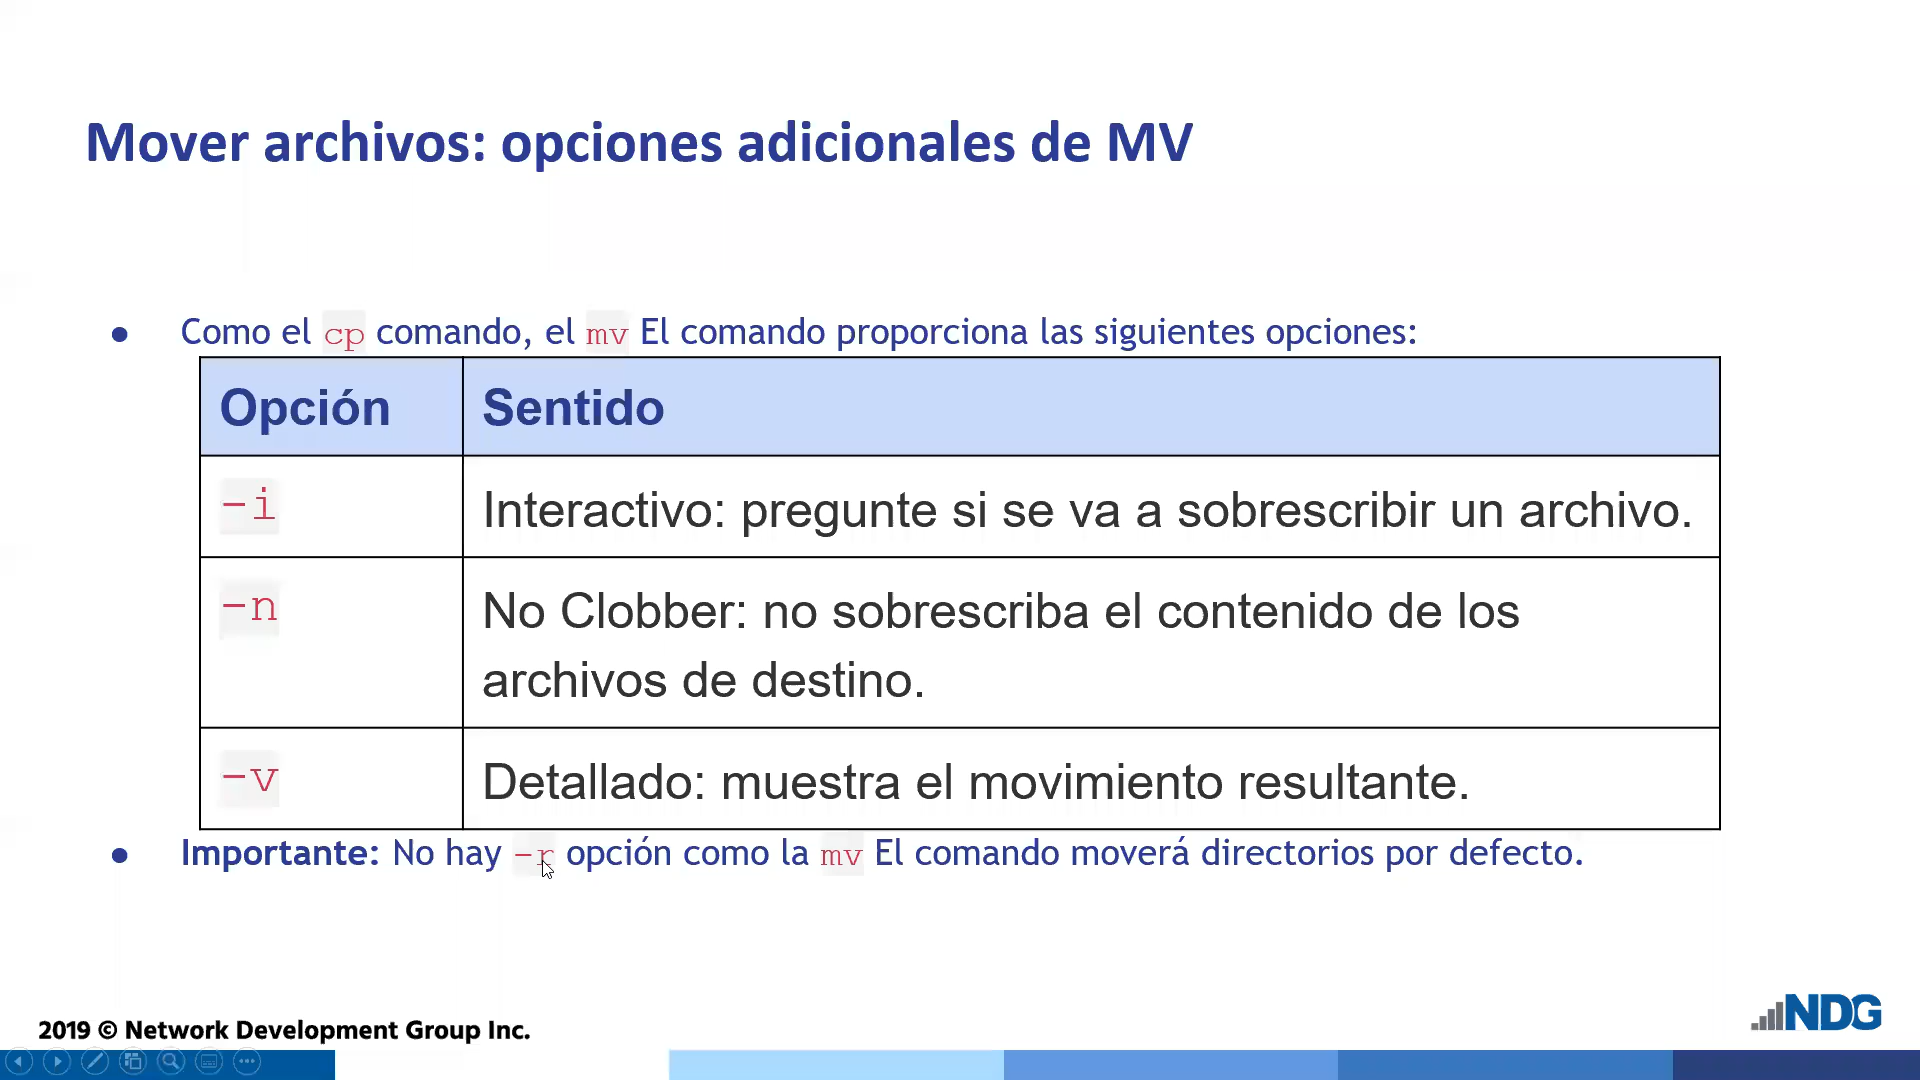 Mover archivos: opciones adicionales de MV
● Como el cp comando, el mv El comando proporciona las siguientes opciones:
Opción Sentido
-i Interactivo: pregunte si se va a sobrescribir un archivo.
-n No Clobber: no sobrescriba el contenido de los
archivos de destino.
-v Detallado: muestra el movimiento resultante.
● Importante: No hay -r opción como la mv El comando moverá directorios por defecto.
2019 © Network Development Group Inc.
NDG